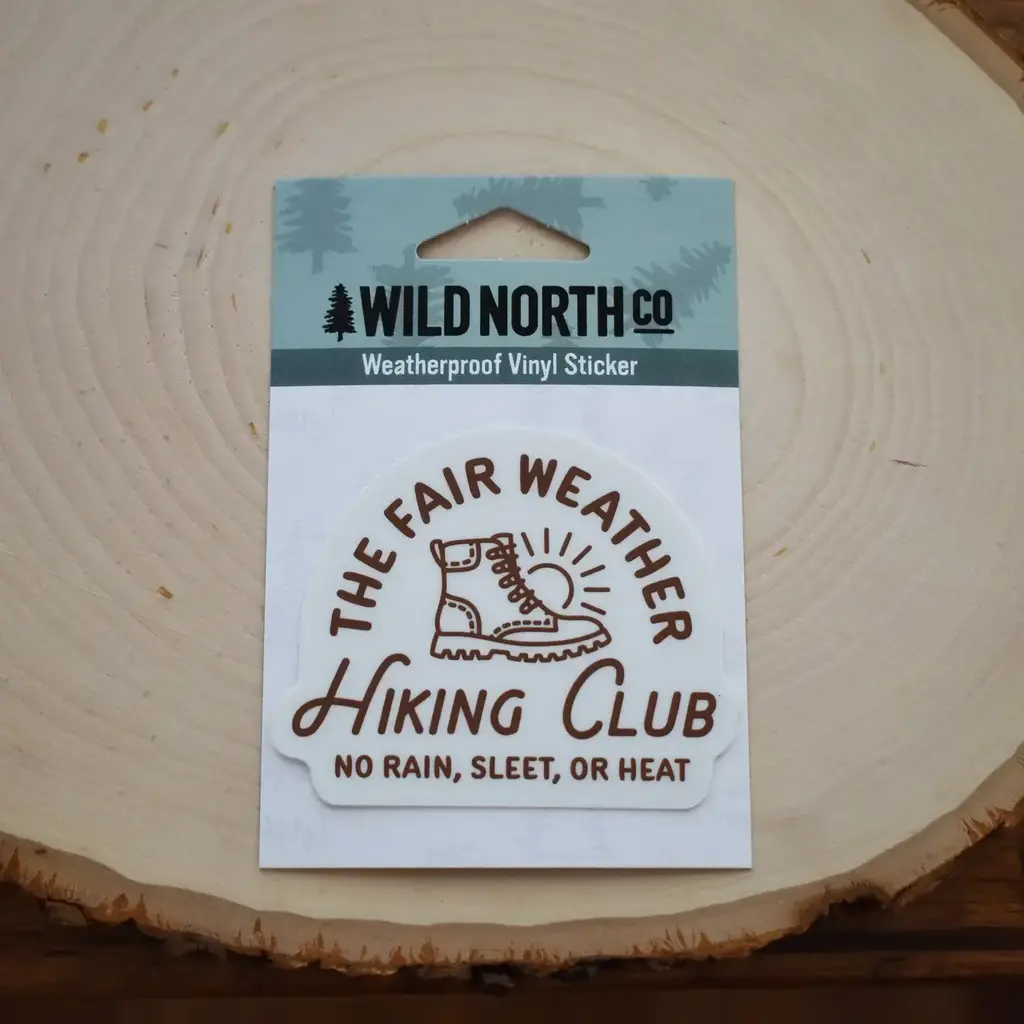 WILD NORTH CO
Weatherproof Vinyl Sticker
THE FAIR WEATHER
HIKING CLUB
NO RAIN, SLEET, OR HEAT